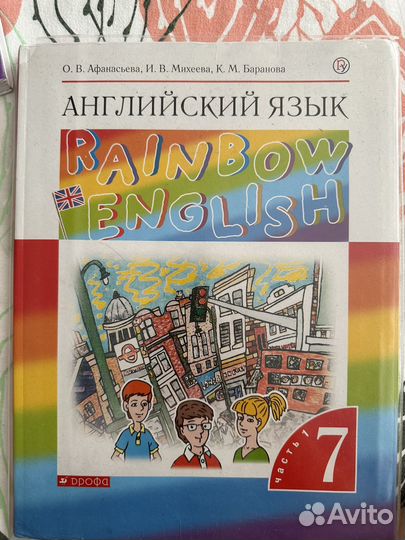 О. В. Афанасьева, И. В. Михеева, К. М. Баранова
АНГЛИЙСКИЙ ЯЗЫК
RAINBOW
ENGLISH
часть 1
7
ДРОФА
Avito